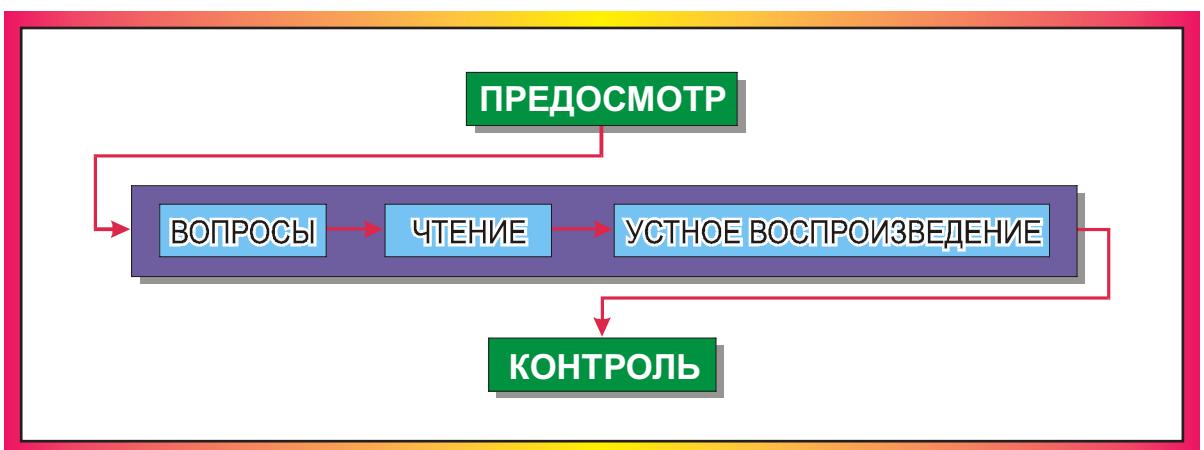 ПРЕДОСМОТР
ВОПРОСЫ ЧТЕНИЕ УСТНОЕ ВОСПРОИЗВЕДЕНИЕ
КОНТРОЛЬ